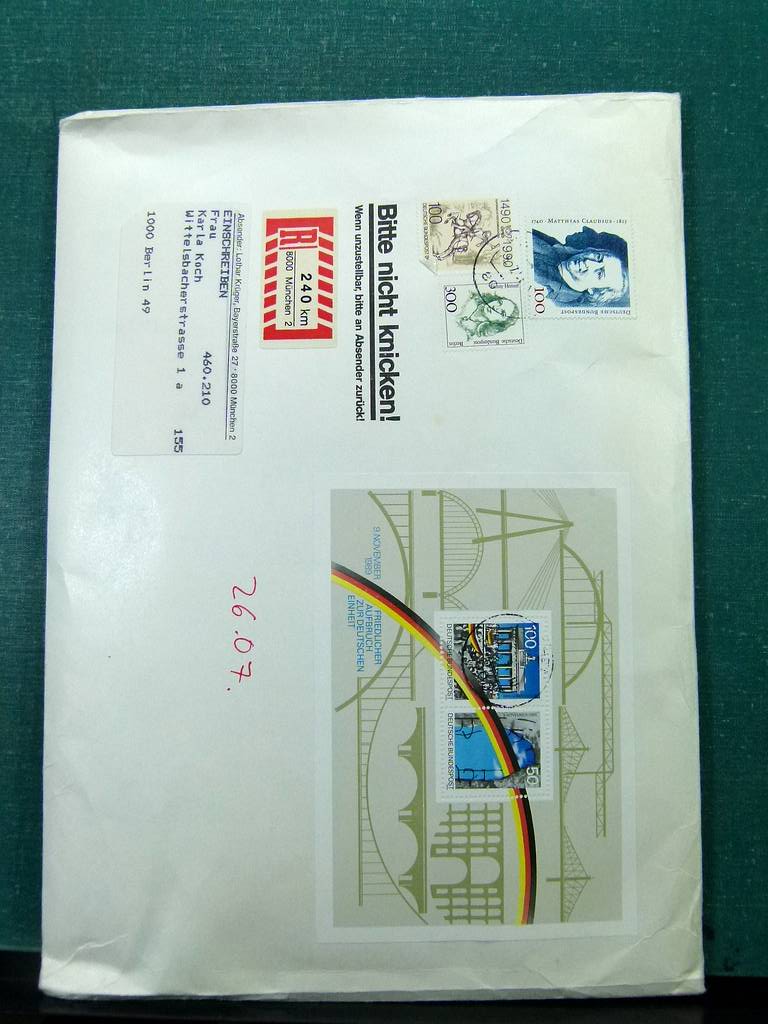 1740 · MATTHIAS CLAUDIUS · 1815
100
DEUTSCHE BUNDESPOST
1490
1990
100
DEUTSCHE BUNDESPOST
300
Deutsche Bundespost
Berlin
Bitte nicht knicken!
Wenn unzustellbar, bitte an Absender zurück!
R
240 km
8000 München 2
Absender: Lothar Krüger, Bayerstraße 27 · 8000 München 2
EINSCHREIBEN 460.210 155
Frau
Karla Koch
Wittelsbacherstrasse 1 a
1000 Berlin 49
9. NOVEMBER
1989
FRIEDLICHER
AUFBRUCH
ZUR DEUTSCHEN
EINHEIT
100
DEUTSCHE BUNDESPOST
50
DEUTSCHE BUNDESPOST
26.07.